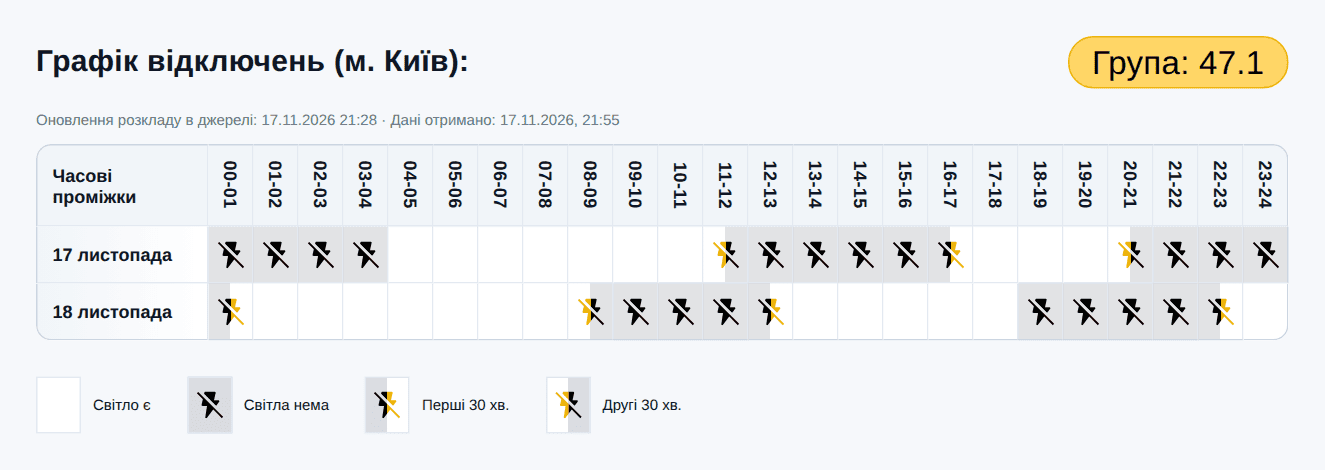 Графік відключень (м. Київ):
Група: 47.1
Оновлення розкладу в джерелі: 17.11.2026 21:28 · Дані отримано: 17.11.2026, 21:55
Часові
проміжки
00-01 01-02 02-03 03-04 04-05 05-06 06-07 07-08 08-09 09-10 10-11 11-12 12-13 13-14 14-15 15-16 16-17 17-18 18-19 19-20 20-21 21-22 22-23 23-24
17 листопада
18 листопада
Світло є
Світла нема
Перші 30 хв.
Другі 30 хв.